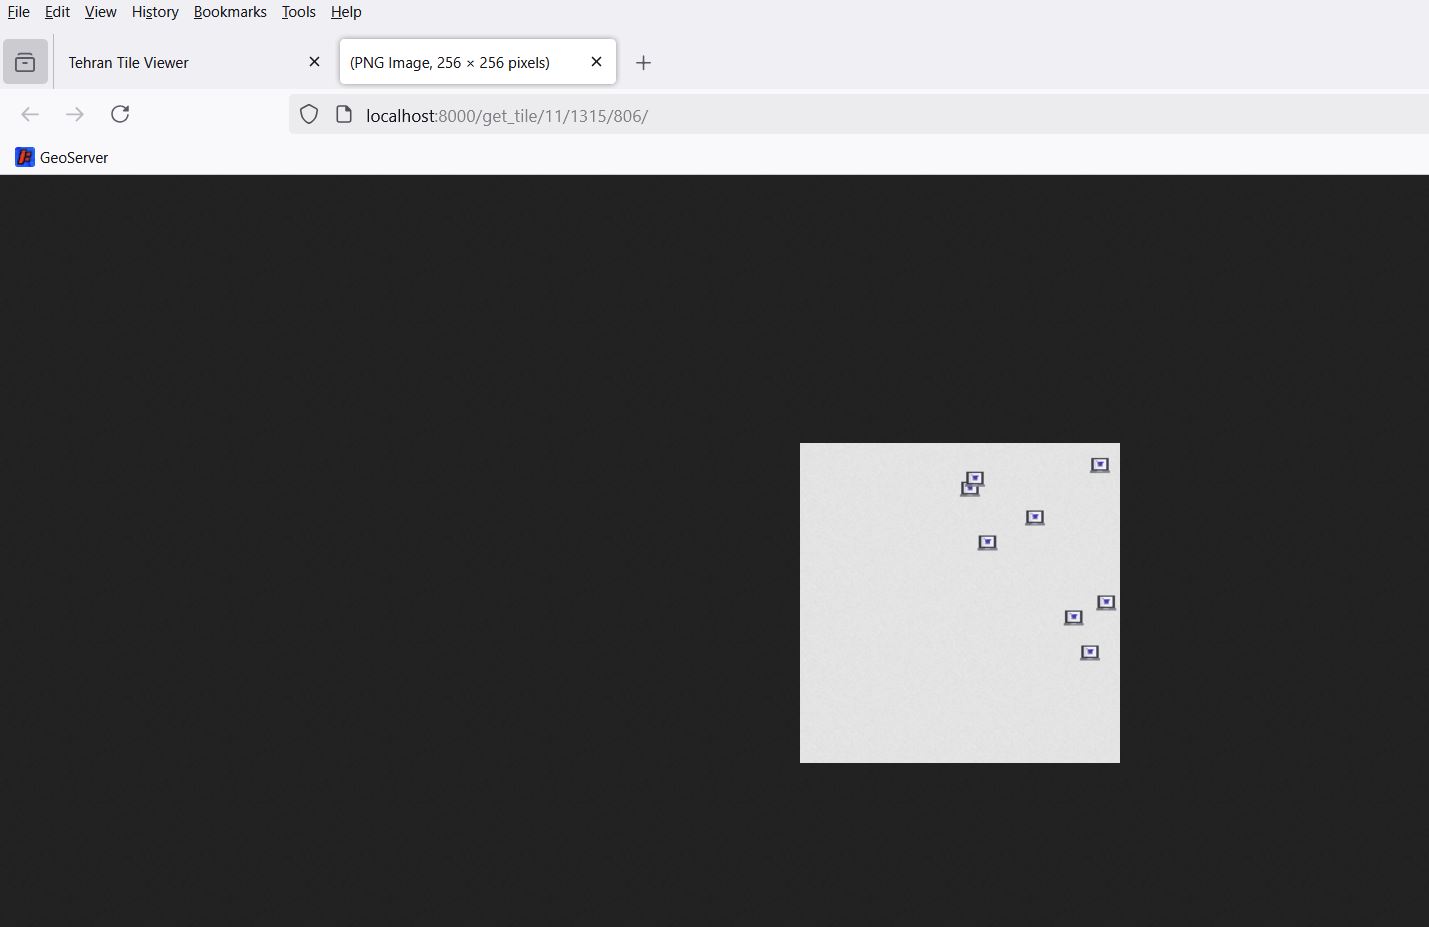 File Edit View History Bookmarks Tools Help
Tehran Tile Viewer
(PNG Image, 256 × 256 pixels)
localhost:8000/get_tile/11/1315/806/
GeoServer